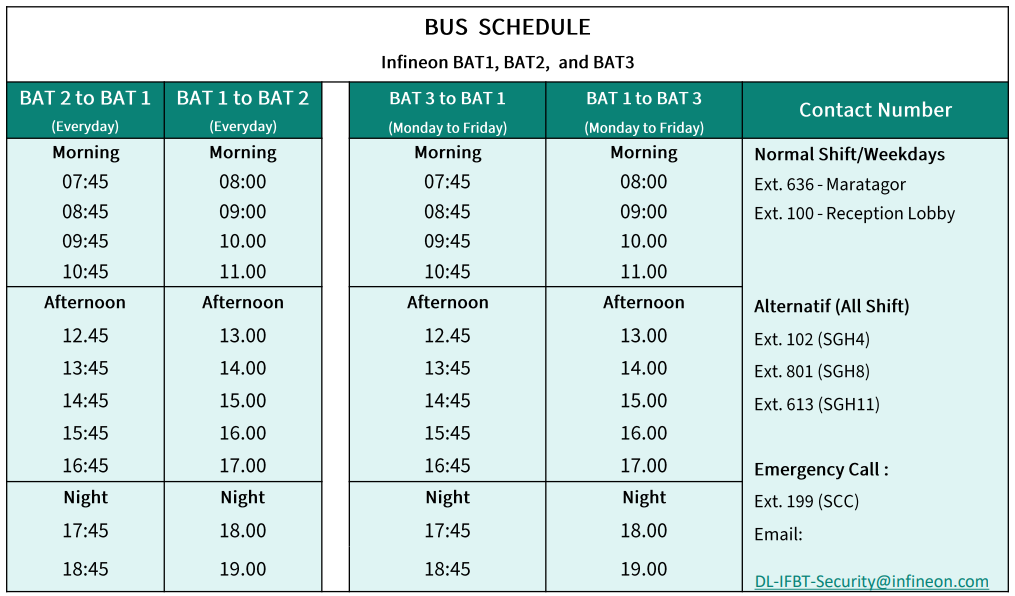 BUS SCHEDULE
Infineon BAT1, BAT2, and BAT3
BAT 2 to BAT 1 BAT 1 to BAT 2 BAT 3 to BAT 1 BAT 1 to BAT 3 Contact Number
(Everyday) (Everyday) (Monday to Friday) (Monday to Friday)
Morning Morning Morning Morning Normal Shift/Weekdays
07:45 08:00 07:45 08:00 Ext. 636 - Maratagor
08:45 09:00 08:45 09:00 Ext. 100 - Reception Lobby
09:45 10.00 09:45 10.00
10:45 11.00 10:45 11.00
Afternoon Afternoon Afternoon Afternoon Alternatif (All Shift)
12.45 13.00 12.45 13.00 Ext. 102 (SGH4)
13:45 14.00 13:45 14.00 Ext. 801 (SGH8)
14:45 15.00 14:45 15.00 Ext. 613 (SGH11)
15:45 16.00 15:45 16.00
16:45 17.00 16:45 17.00 Emergency Call :
Night Night Night Night Ext. 199 (SCC)
17:45 18.00 17:45 18.00 Email:
18:45 19.00 18:45 19.00 DL-IFBT-Security@infineon.com